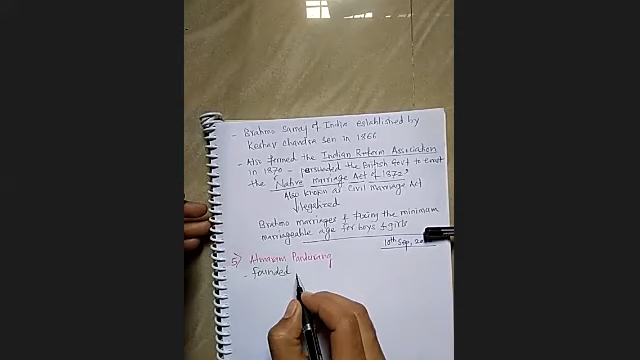 - Brahmo Samaj of India established by
Keshav Chandra Sen in 1866
- Also formed the Indian Reform Association
in 1870 - persuaded the British Govt to enact
the Native marriage Act of 1872,
Also known as Civil Marriage Act
↓ legalized
Brahmo marriages & fixing the minimum
marriageable age for boys & girls
10th Sep, 20
5) Atmaram Pandurang
- founded